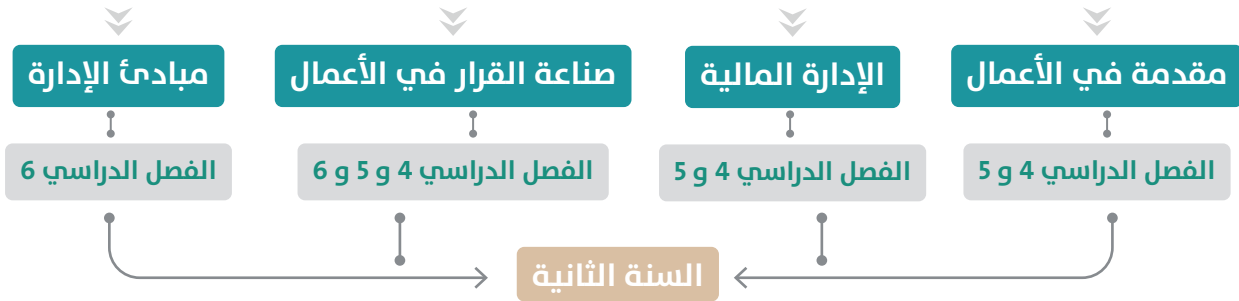 مقدمة في الأعمال
الإدارة المالية
صناعة القرار في الأعمال
مبادئ الإدارة
الفصل الدراسي 4 و 5
الفصل الدراسي 4 و 5
الفصل الدراسي 4 و 5 و 6
الفصل الدراسي 6
السنة الثانية